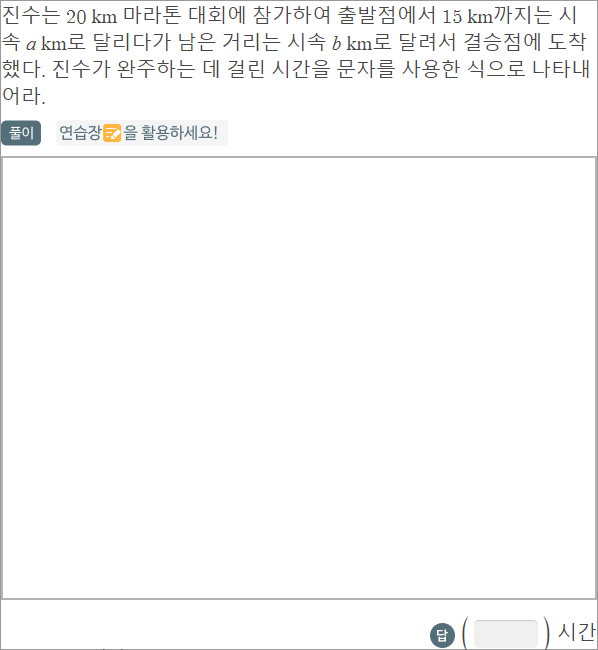 진수는 20 km 마라톤 대회에 참가하여 출발점에서 15 km까지는 시
속 a km로 달리다가 남은 거리는 시속 b km로 달려서 결승점에 도착
했다. 진수가 완주하는 데 걸린 시간을 문자를 사용한 식으로 나타내
어라.
풀이 연습장을 활용하세요!
답 ( ) 시간